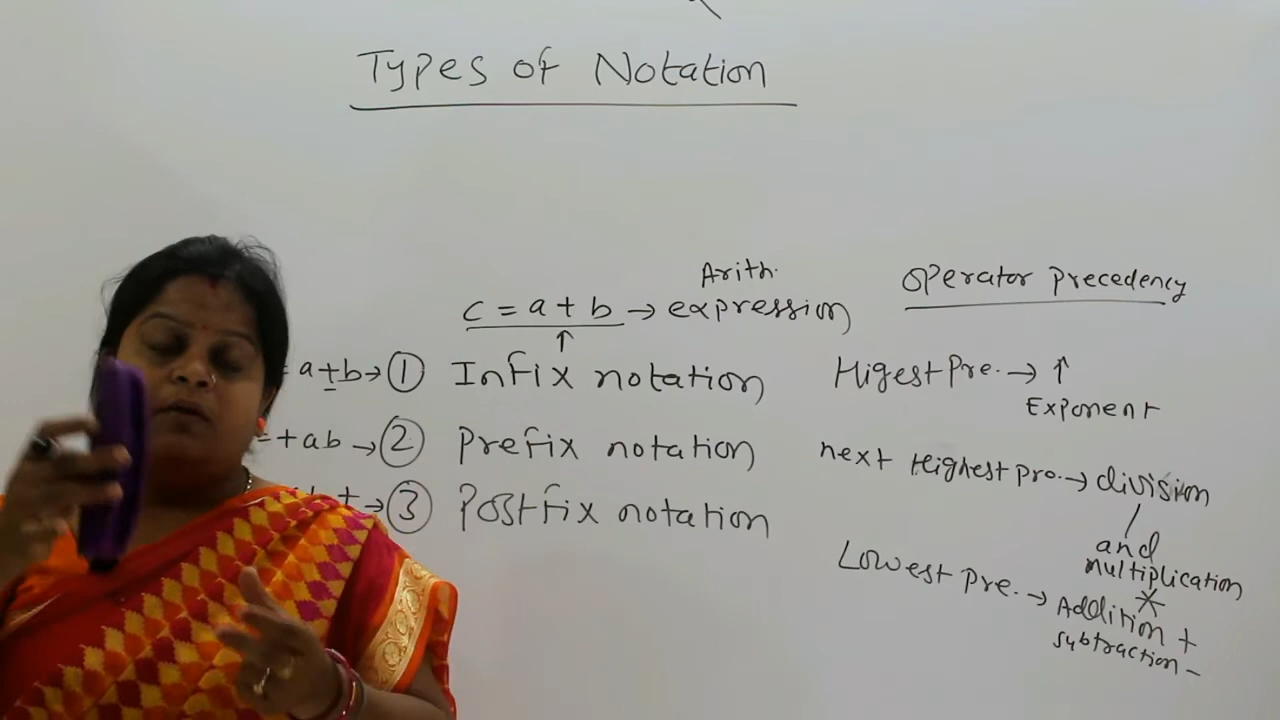 Types of Notation
Arith.
c = a + b → expression
↑
= a+b → ① Infix notation
= +ab → ② Prefix notation
+ → ③ Postfix notation
Operator Precedency
Higest Pre. → ↑
Exponent
next Highest Pre. → division
/
and
multiplication
*
Lowest Pre. → Addition +
subtraction -